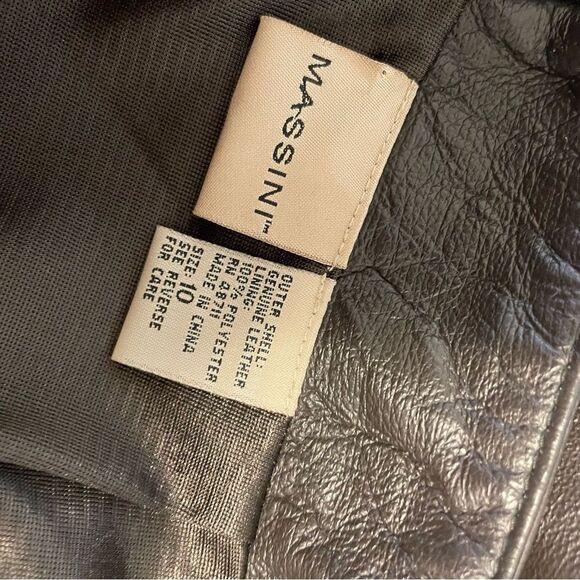 MASSINI™
OUTER SHELL:
GENUINE LEATHER
LINING:
100% POLYESTER
RN 48711
MADE IN CHINA
SIZE: 10
SEE REVERSE
FOR CARE